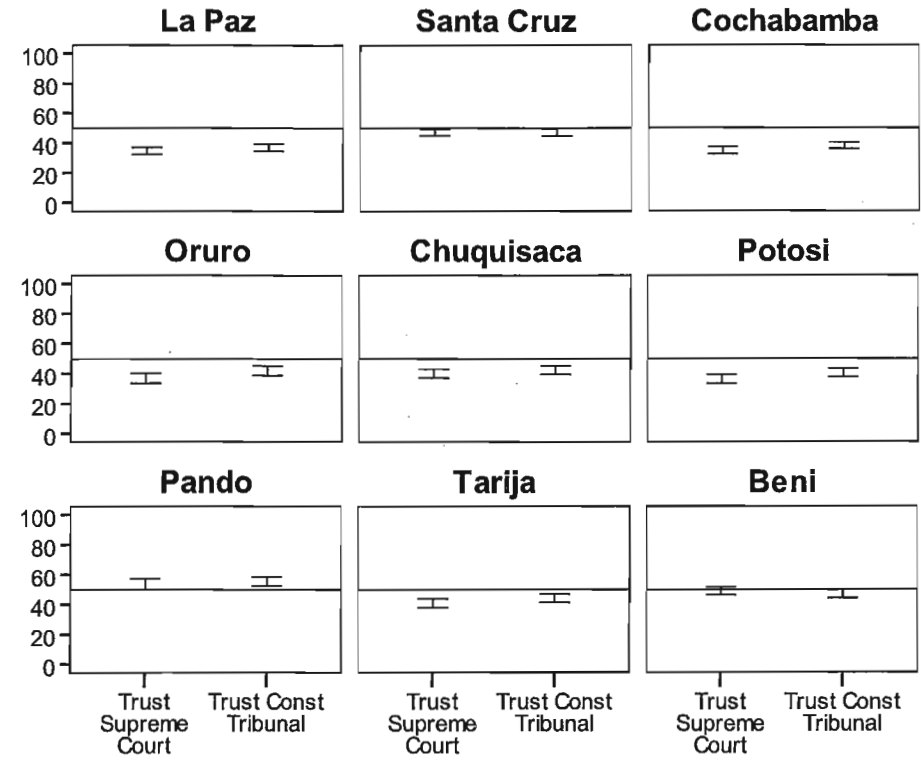 La Paz
Santa Cruz
Cochabamba
100
80
60
40
20
0
Oruro
Chuquisaca
Potosi
100
80
60
40
20
0
Pando
Tarija
Beni
100
80
60
40
20
0
Trust
Supreme
Court
Trust Const
Tribunal
Trust
Supreme
Court
Trust Const
Tribunal
Trust
Supreme
Court
Trust Const
Tribunal